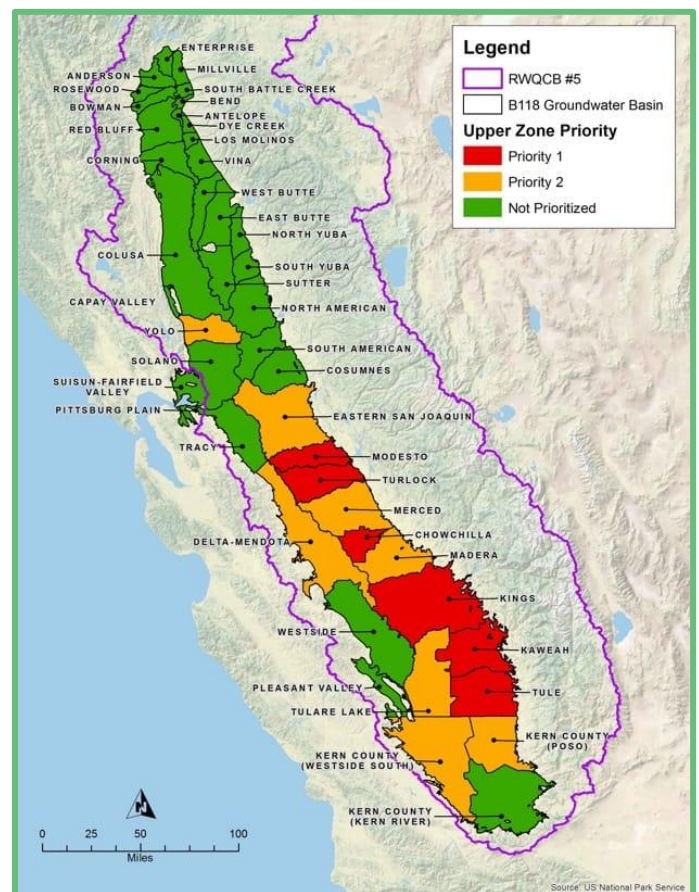 Legend
RWQCB #5
B118 Groundwater Basin
Upper Zone Priority
Priority 1
Priority 2
Not Prioritized
ENTERPRISE
MILLVILLE
ANDERSON
ROSEWOOD
SOUTH BATTLE CREEK
BEND
BOWMAN
ANTELOPE
DYE CREEK
RED BLUFF
LOS MOLINOS
CORNING
VINA
WEST BUTTE
EAST BUTTE
NORTH YUBA
COLUSA
SOUTH YUBA
SUTTER
CAPAY VALLEY
NORTH AMERICAN
YOLO
SOUTH AMERICAN
SOLANO
COSUMNES
SUISUN-FAIRFIELD
VALLEY
PITTSBURG PLAIN
EASTERN SAN JOAQUIN
TRACY
MODESTO
TURLOCK
MERCED
CHOWCHILLA
DELTA-MENDOTA
MADERA
KINGS
WESTSIDE
KAWEAH
PLEASANT VALLEY
TULE
TULARE LAKE
KERN COUNTY
(POSO)
KERN COUNTY
(WESTSIDE SOUTH)
KERN COUNTY
(KERN RIVER)
N
0 25 50 100
Miles
Source: US National Park Service